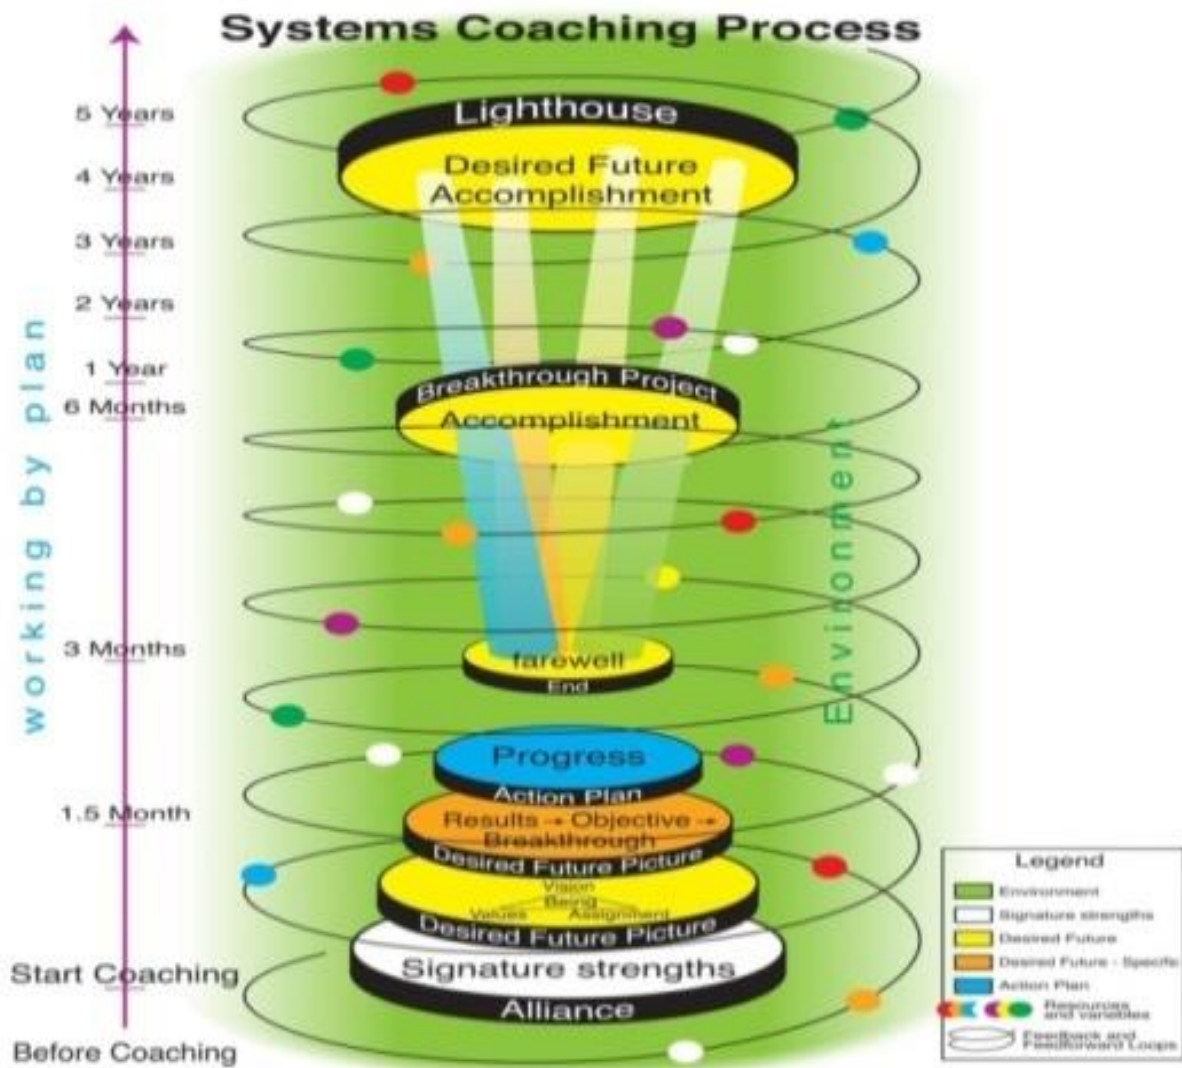 Systems Coaching Process
5 Years
4 Years
3 Years
2 Years
1 Year
6 Months
3 Months
1.5 Month
Start Coaching
Before Coaching
working by plan
Lighthouse
Desired Future
Accomplishment
Breakthrough Project
Accomplishment
farewell
End
Progress
Action Plan
Results → Objective →
Breakthrough
Desired Future Picture
Vision
Being
Values Assignment
Desired Future Picture
Signature strengths
Alliance
Environment
Legend
Environment
Signature strengths
Desired Future
Desired Future - Specific
Action Plan
Resources
and variables
Feedback and
Feedforward Loops